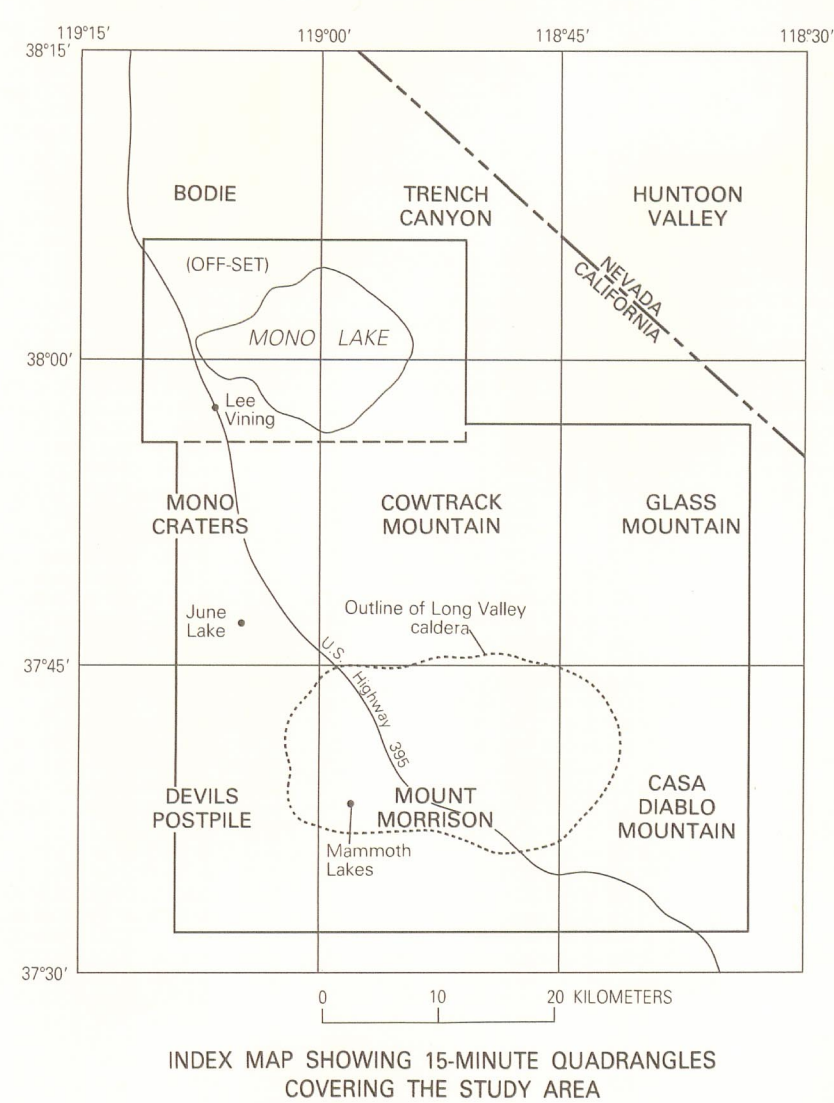 119°15′ 119°00′ 118°45′ 118°30′
38°15′
BODIE
TRENCH
CANYON
HUNTOON
VALLEY
(OFF-SET)
NEVADA
CALIFORNIA
MONO LAKE
38°00′
Lee
Vining
MONO
CRATERS
COWTRACK
MOUNTAIN
GLASS
MOUNTAIN
June
Lake
Outline of Long Valley
caldera
37°45′
U.S. Highway 395
DEVILS
POSTPILE
MOUNT
MORRISON
CASA
DIABLO
MOUNTAIN
Mammoth
Lakes
37°30′
0 10 20 KILOMETERS
INDEX MAP SHOWING 15-MINUTE QUADRANGLES
COVERING THE STUDY AREA